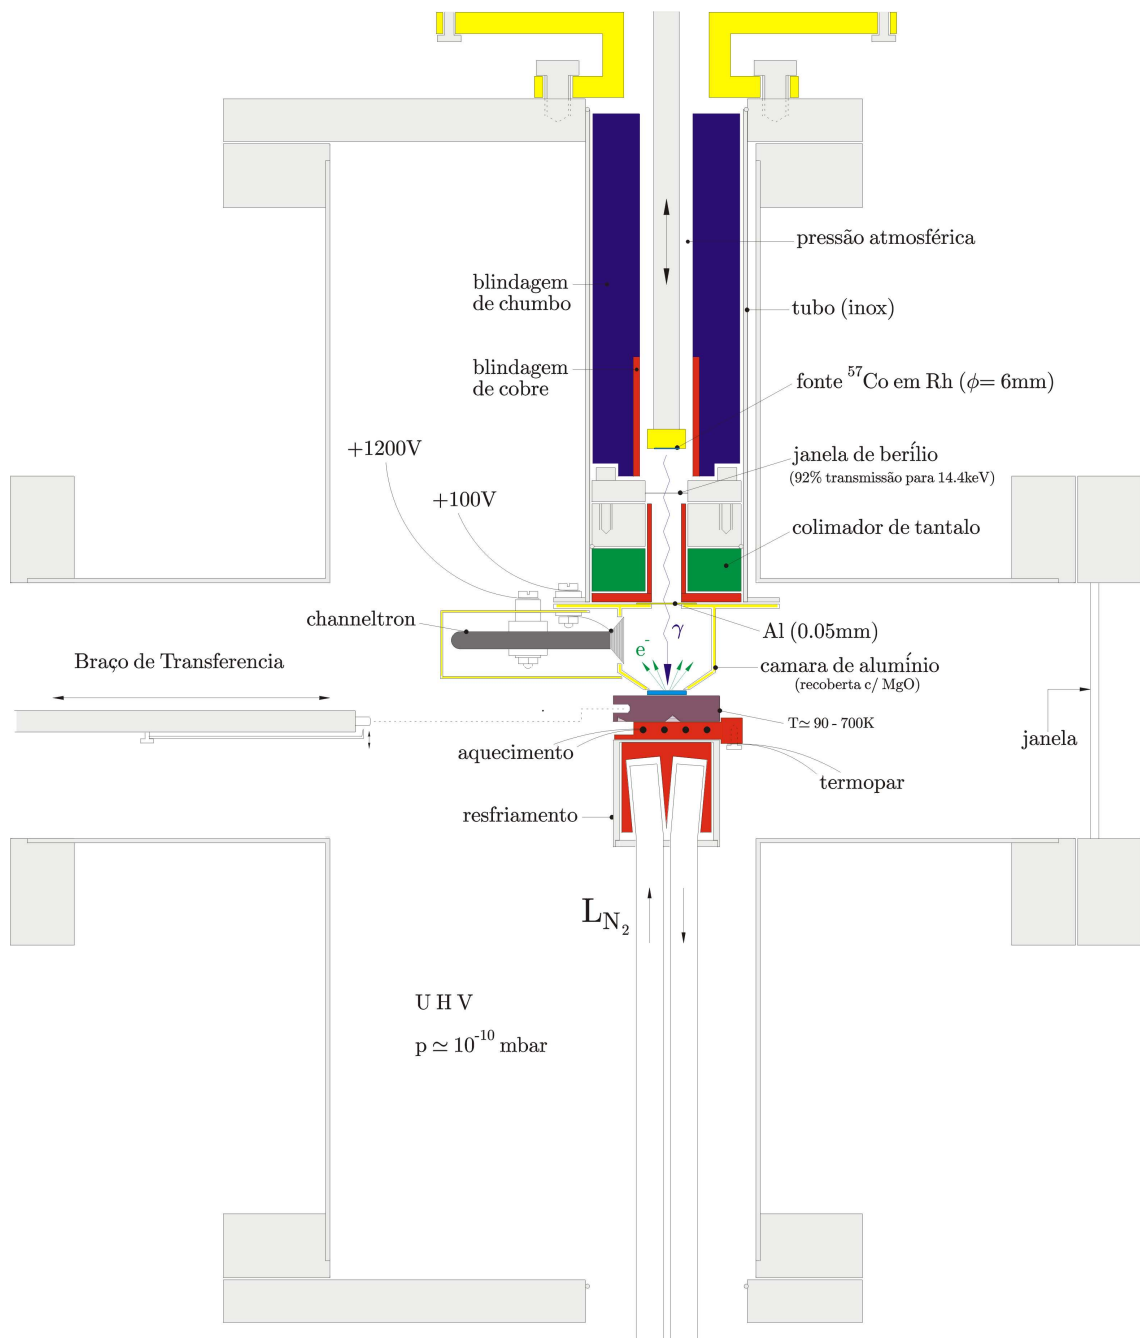 pressão atmosférica
blindagem
de chumbo
tubo (inox)
blindagem
de cobre
fonte ⁵⁷Co em Rh (ϕ= 6mm)
+1200V
janela de berílio
(92% transmissão para 14.4keV)
+100V
colimador de tantalo
channeltron
Al (0.05mm)
γ
e⁻
Braço de Transferencia
camara de alumínio
(recoberta c/ MgO)
T≃ 90 - 700K
janela
aquecimento
termopar
resfriamento
L_N₂
U H V
p ≃ 10⁻¹⁰ mbar